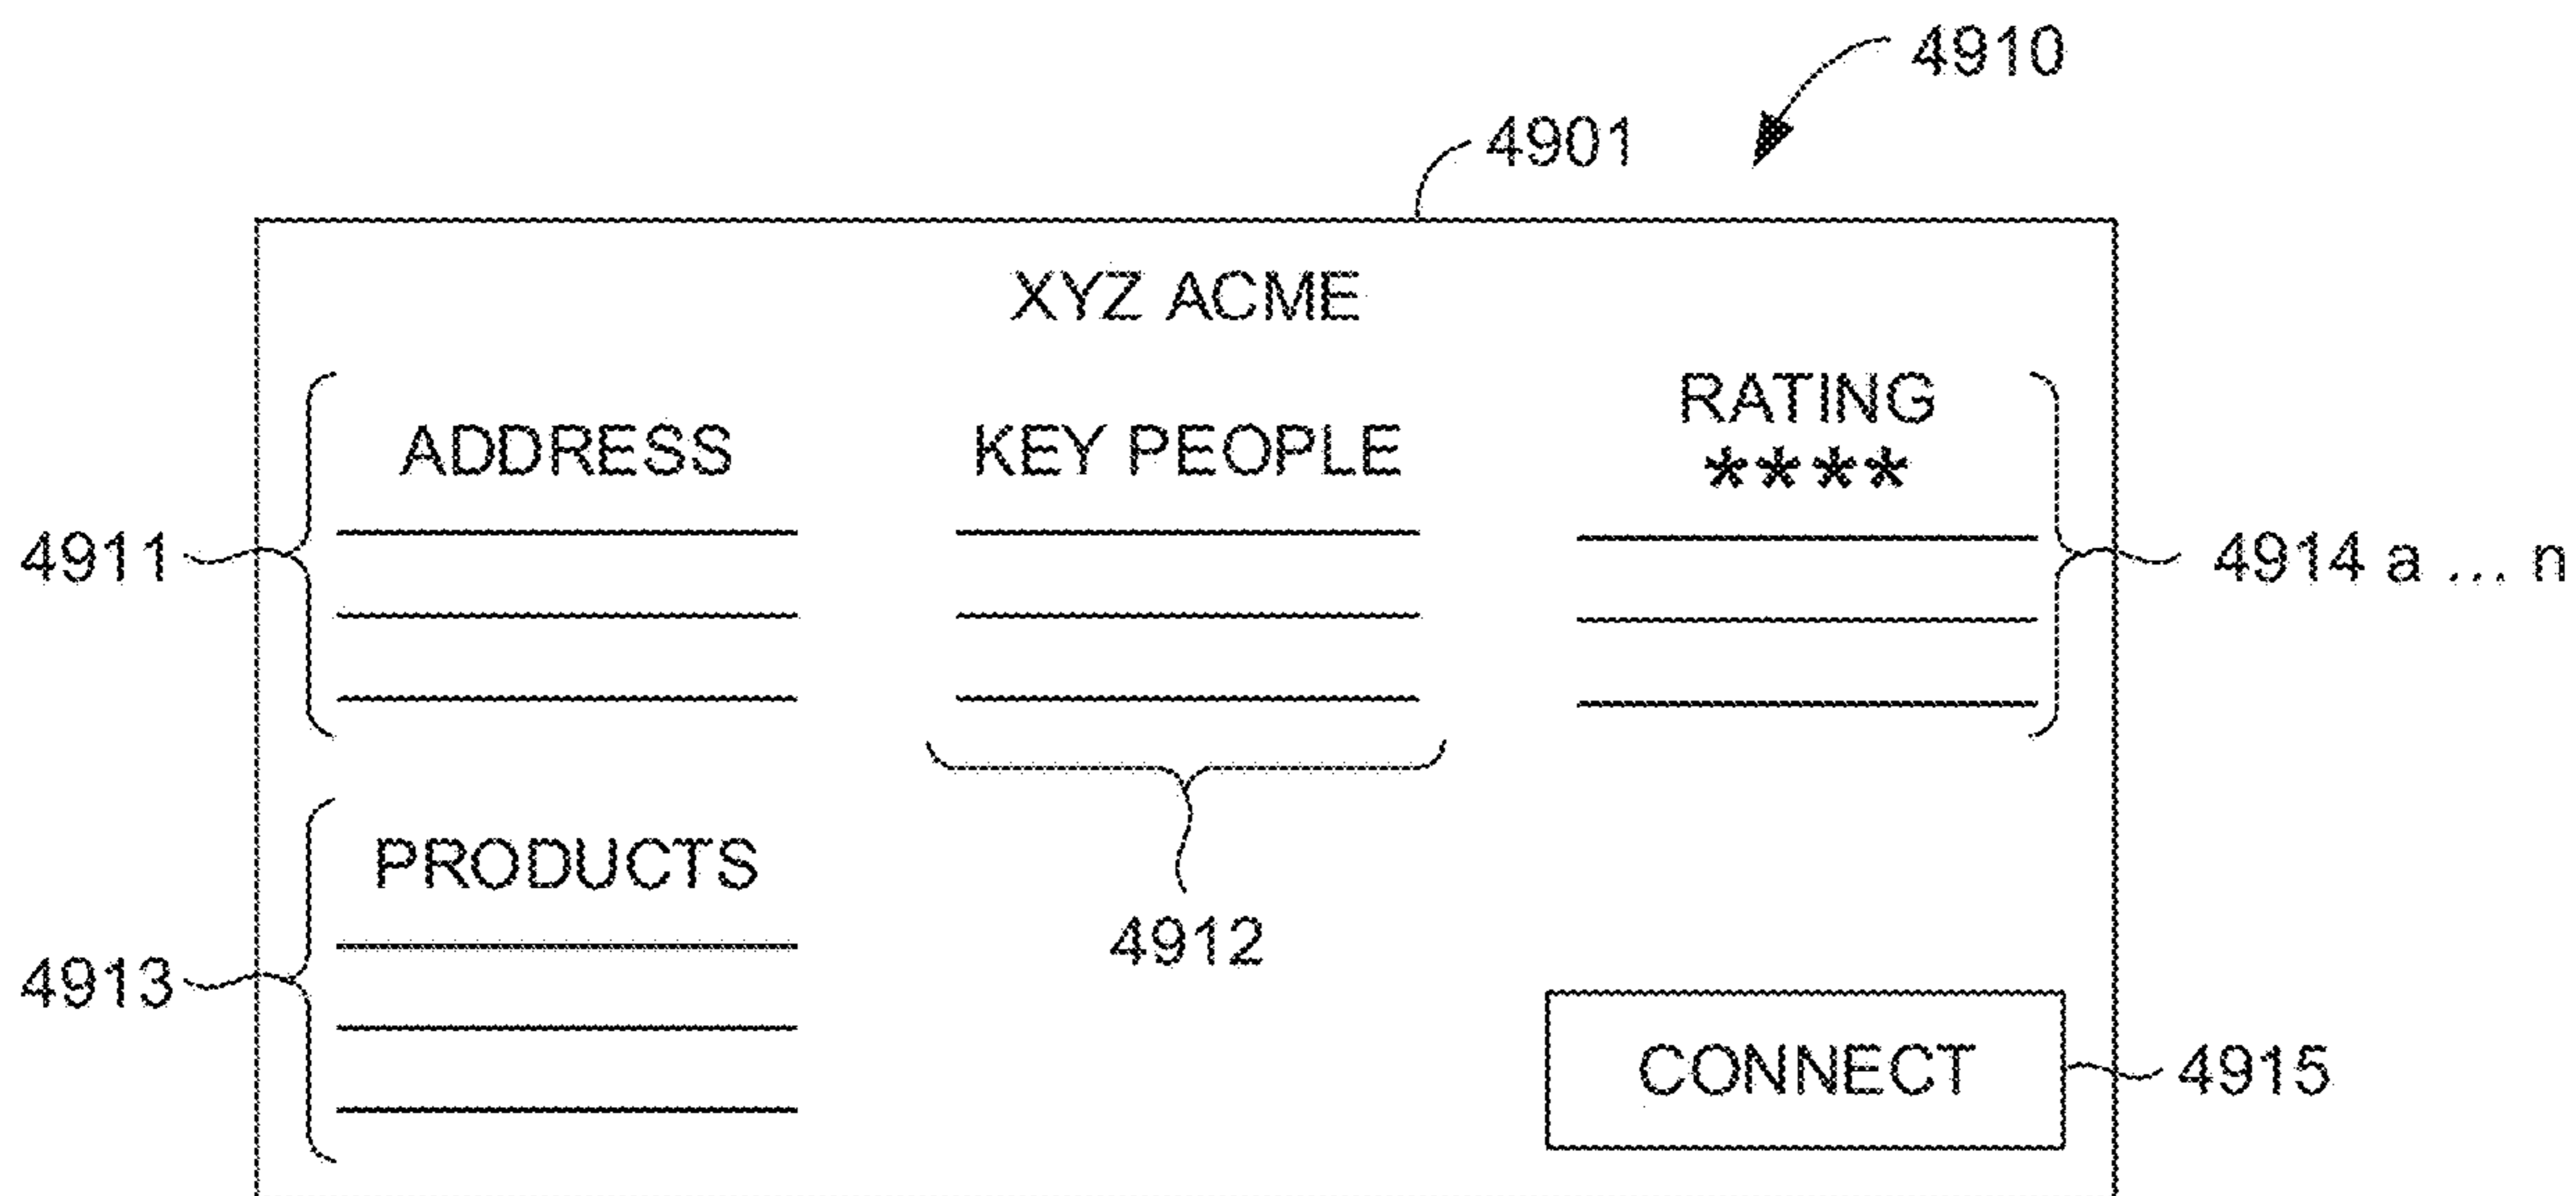 4910
4901
XYZ ACME
RATING
ADDRESS
KEY PEOPLE
****
4911
4914 a ... n
PRODUCTS
4912
4913
CONNECT
4915